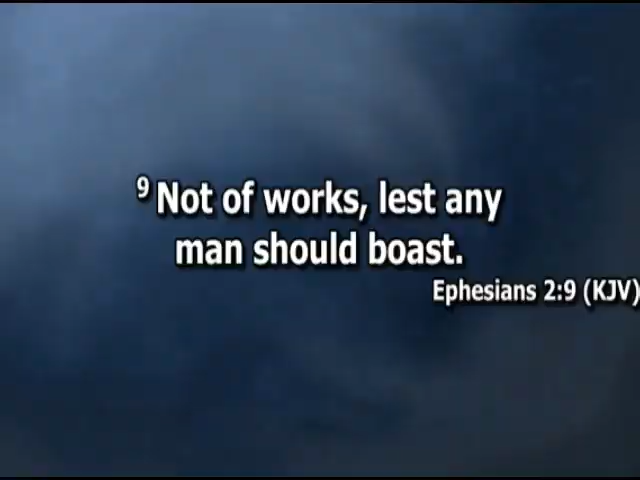 9 Not of works, lest any
man should boast.
Ephesians 2:9 (KJV)